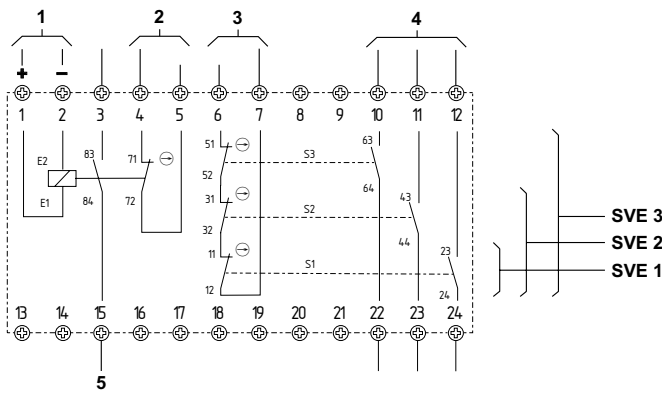 1 2 3 4
+ −
1 2 3 4 5 6 7 8 9 10 11 12
51 63
83 71 S3
E2
52 64
E1 84 72 31 43
S2
32 44
11 23
S1
12 24
SVE 3
SVE 2
SVE 1
13 14 15 16 17 18 19 20 21 22 23 24
5